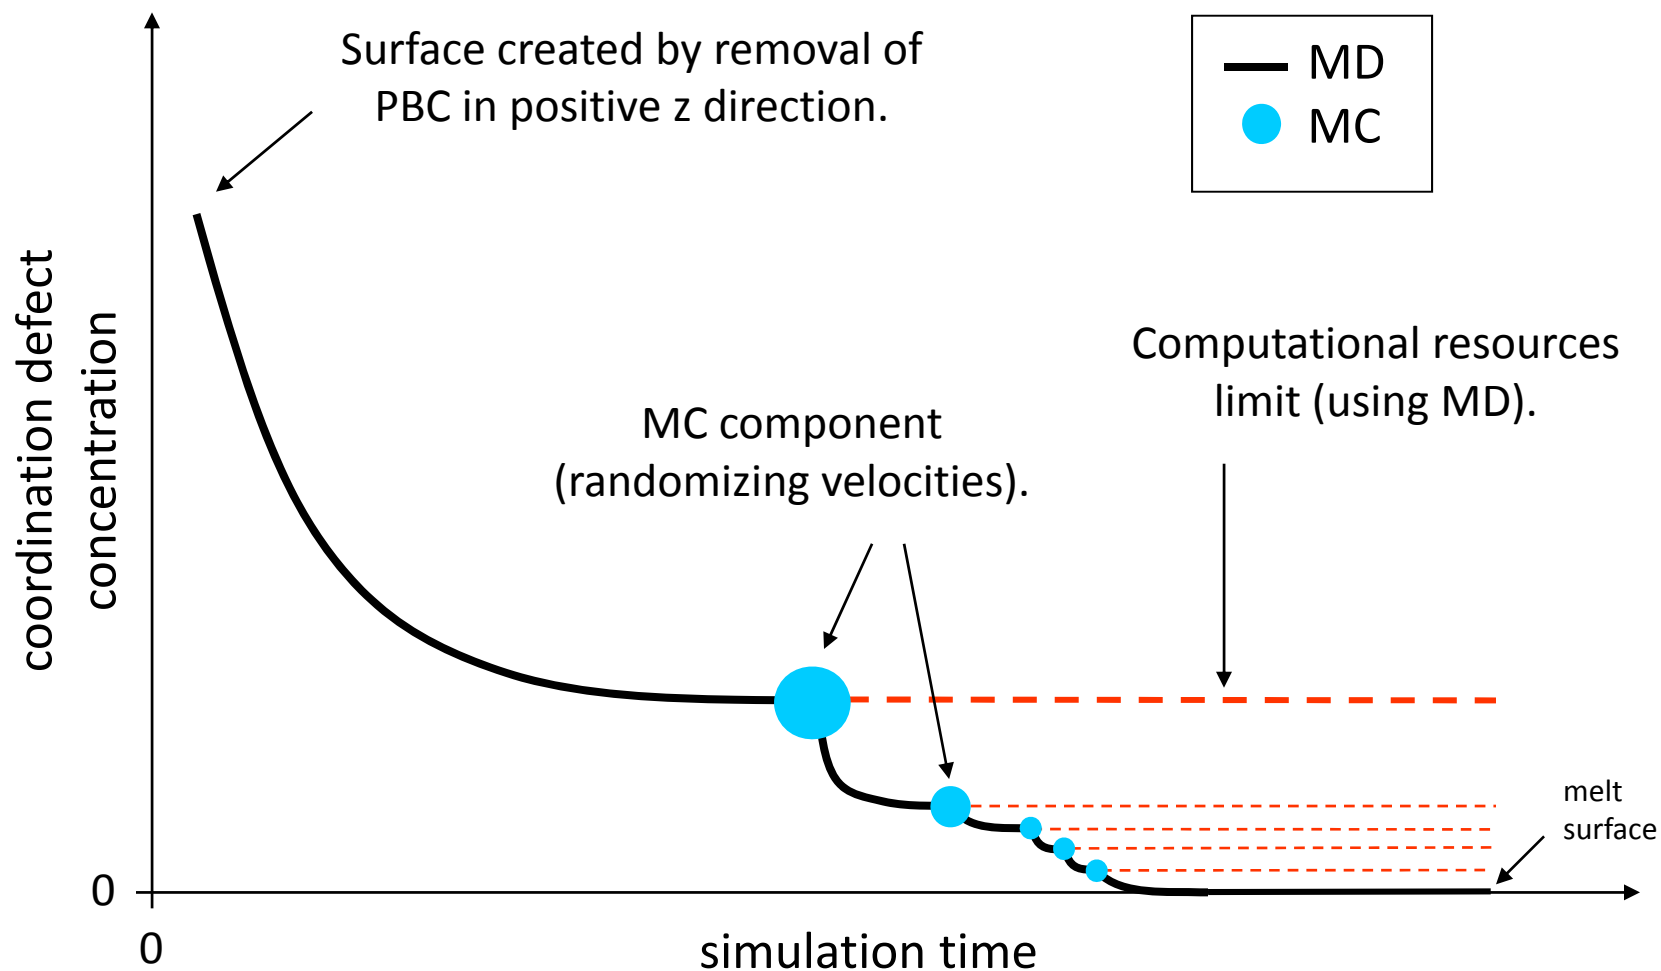 Surface created by removal of
PBC in positive z direction.
MD
MC
coordination defect
concentration
Computational resources
limit (using MD).
MC component
(randomizing velocities).
melt
surface
0
0
simulation time